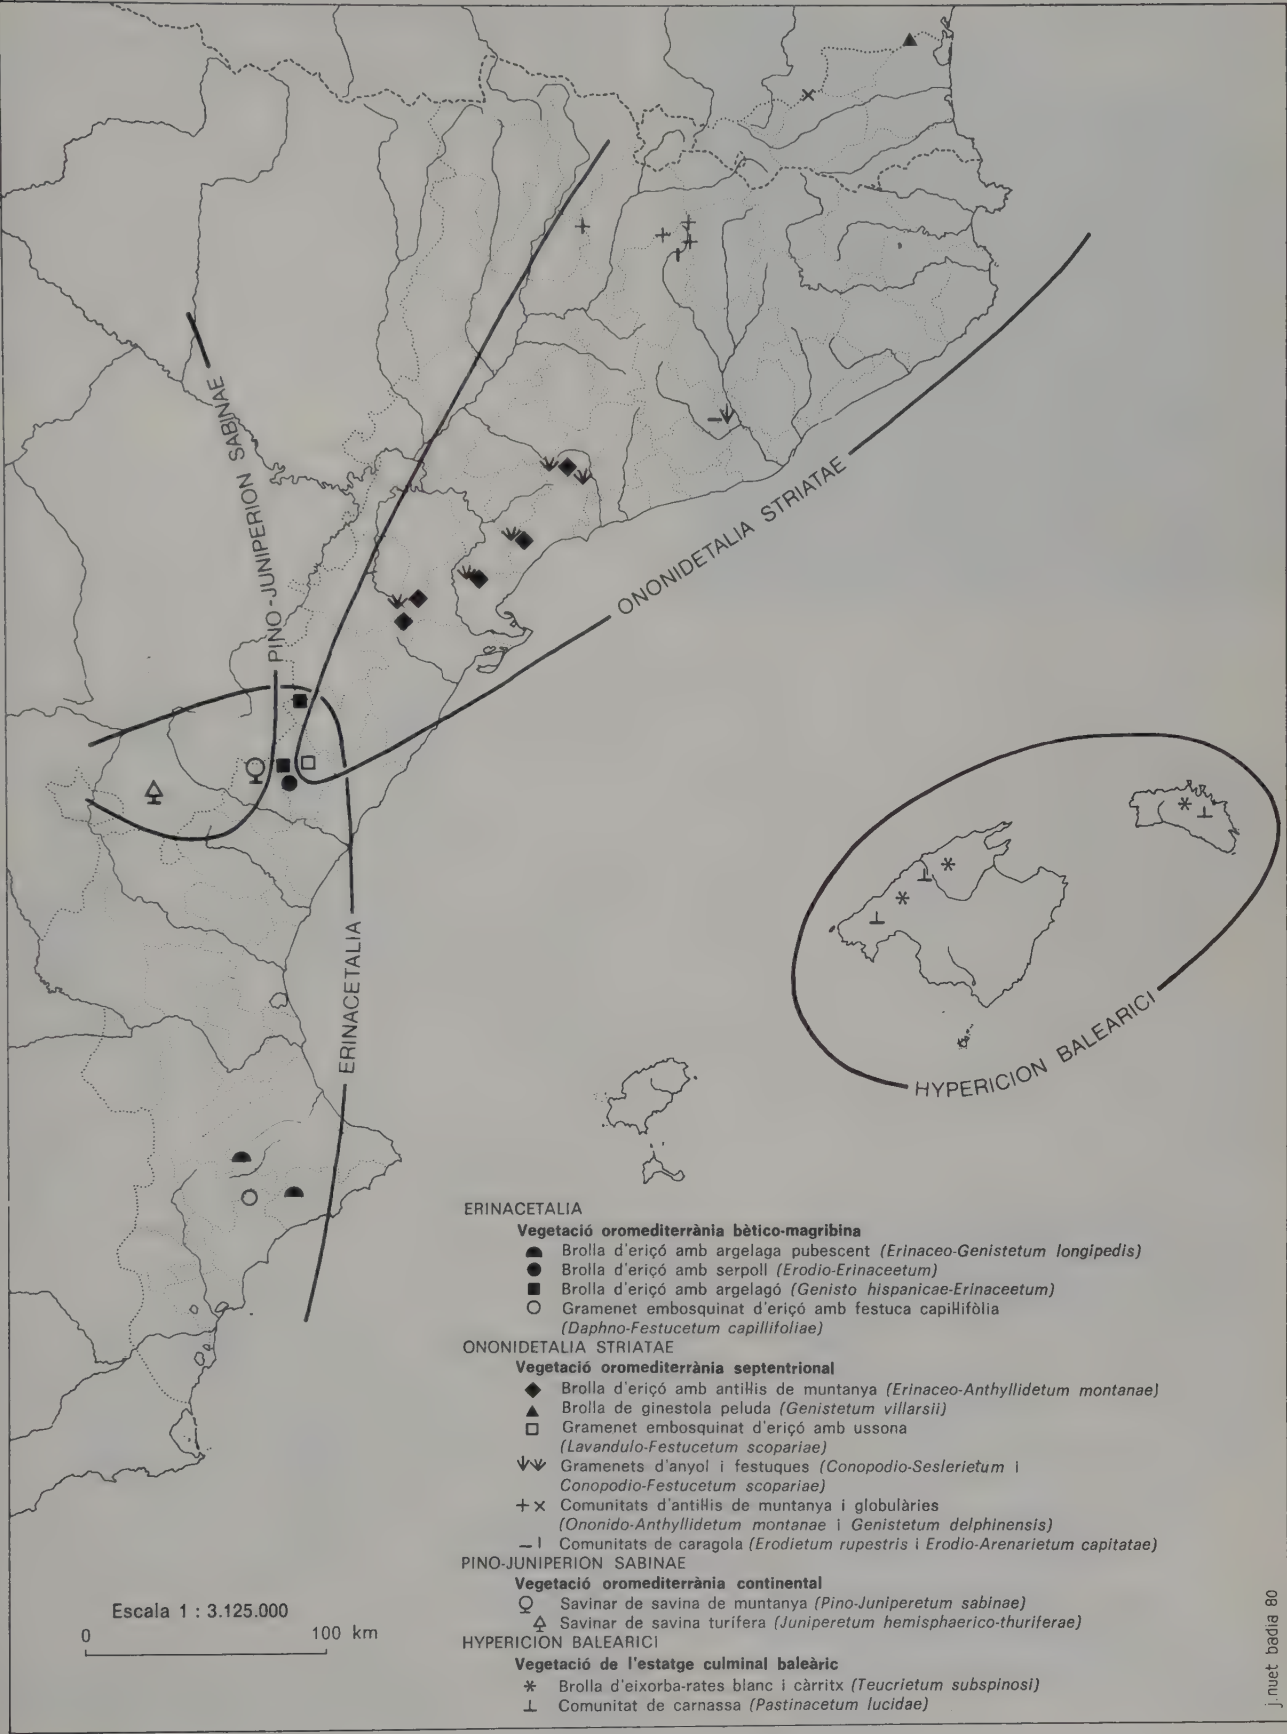 PINO-JUNIPERION SABINAE
ONONIDETALIA STRIATAE
ERINACETALIA
HYPERICION BALEARICI
ERINACETALIA
Vegetació oromediterrània bètico-magribina
Brolla d'eriçó amb argelaga pubescent (Erinaceo-Genistetum longipedis)
Brolla d'eriçó amb serpoll (Erodio-Erinaceetum)
Brolla d'eriçó amb argelagó (Genisto hispanicae-Erinaceetum)
Gramenet embosquinat d'eriçó amb festuca capil·lifòlia
(Daphno-Festucetum capillifoliae)
ONONIDETALIA STRIATAE
Vegetació oromediterrània septentrional
Brolla d'eriçó amb antil·lis de muntanya (Erinaceo-Anthyllidetum montanae)
Brolla de ginestola peluda (Genistetum villarsii)
Gramenet embosquinat d'eriçó amb ussona
(Lavandulo-Festucetum scopariae)
Gramenets d'anyol i festuques (Conopodio-Seslerietum i
Conopodio-Festucetum scopariae)
Comunitats d'antil·lis de muntanya i globulàries
(Ononido-Anthyllidetum montanae i Genistetum delphinensis)
Comunitats de caragola (Erodietum rupestris i Erodio-Arenarietum capitatae)
PINO-JUNIPERION SABINAE
Vegetació oromediterrània continental
Savinar de savina de muntanya (Pino-Juniperetum sabinae)
Savinar de savina turífera (Juniperetum hemisphaerico-thuriferae)
HYPERICION BALEARICI
Vegetació de l'estatge culminal baleàric
Brolla d'eixorba-rates blanc i càrritx (Teucrietum subspinosi)
Comunitat de carnassa (Pastinacetum lucidae)
Escala 1 : 3.125.000
0 100 km
j. nuet badia 80